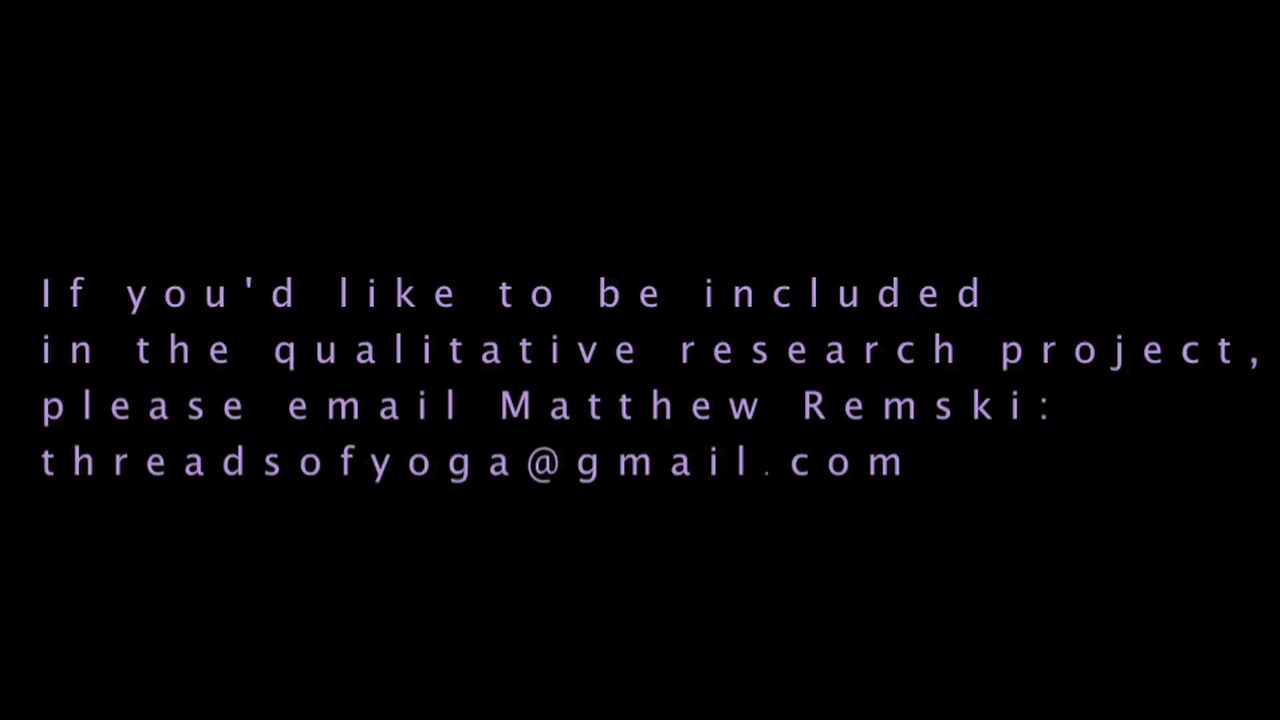 If you'd like to be included
in the qualitative research project,
please email Matthew Remski:
threadsofyoga@gmail.com